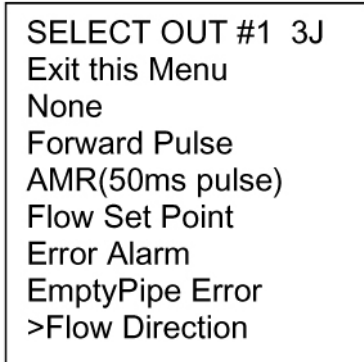 SELECT OUT #1 3J
Exit this Menu
None
Forward Pulse
AMR(50ms pulse)
Flow Set Point
Error Alarm
EmptyPipe Error
>Flow Direction